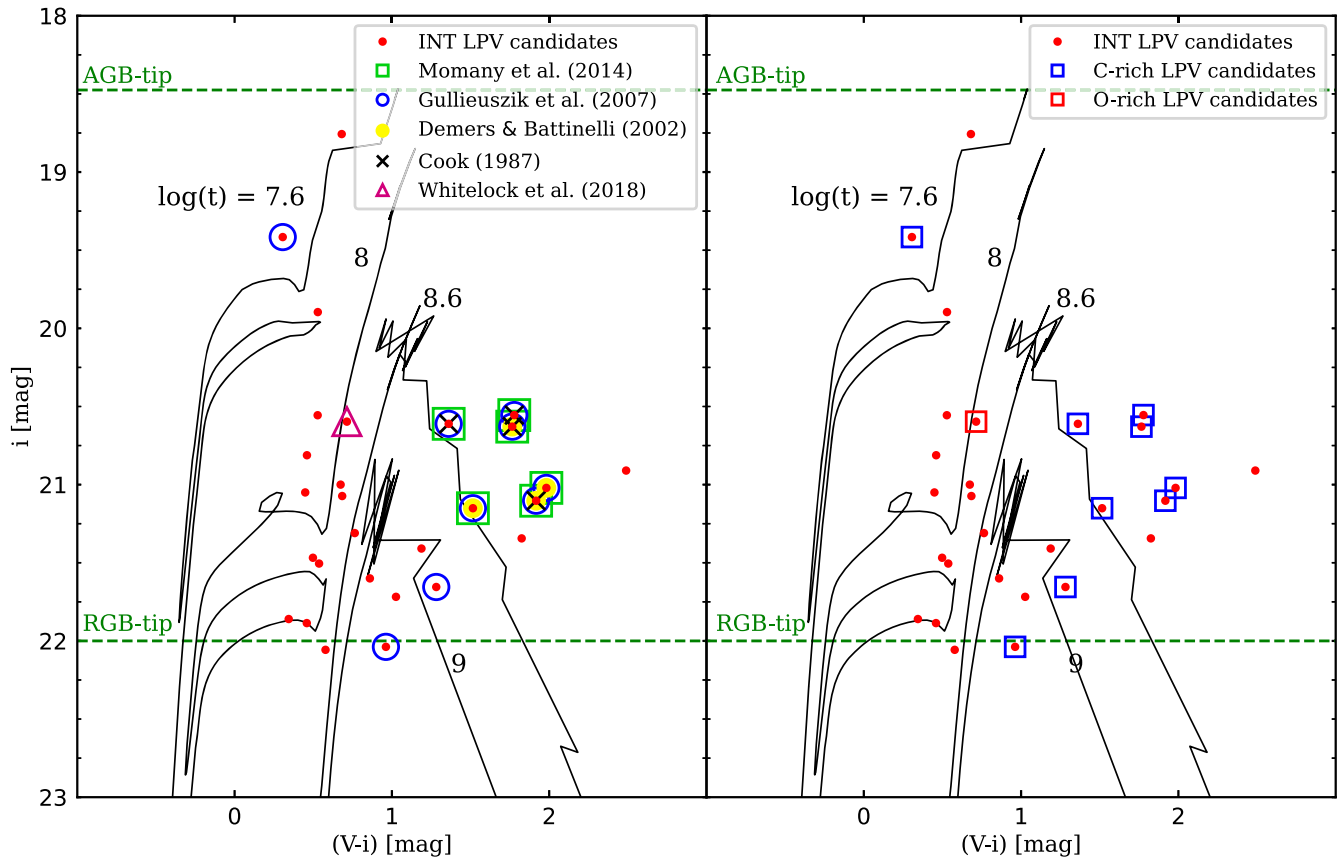 18
19
20
21
22
23
i [mag]
AGB-tip
INT LPV candidates
Momany et al. (2014)
Gullieuszik et al. (2007)
Demers & Battinelli (2002)
Cook (1987)
Whitelock et al. (2018)
log(t) = 7.6
8
8.6
RGB-tip
9
0
1
2
(V-i) [mag]
AGB-tip
INT LPV candidates
C-rich LPV candidates
O-rich LPV candidates
log(t) = 7.6
8
8.6
RGB-tip
9
0
1
2
(V-i) [mag]